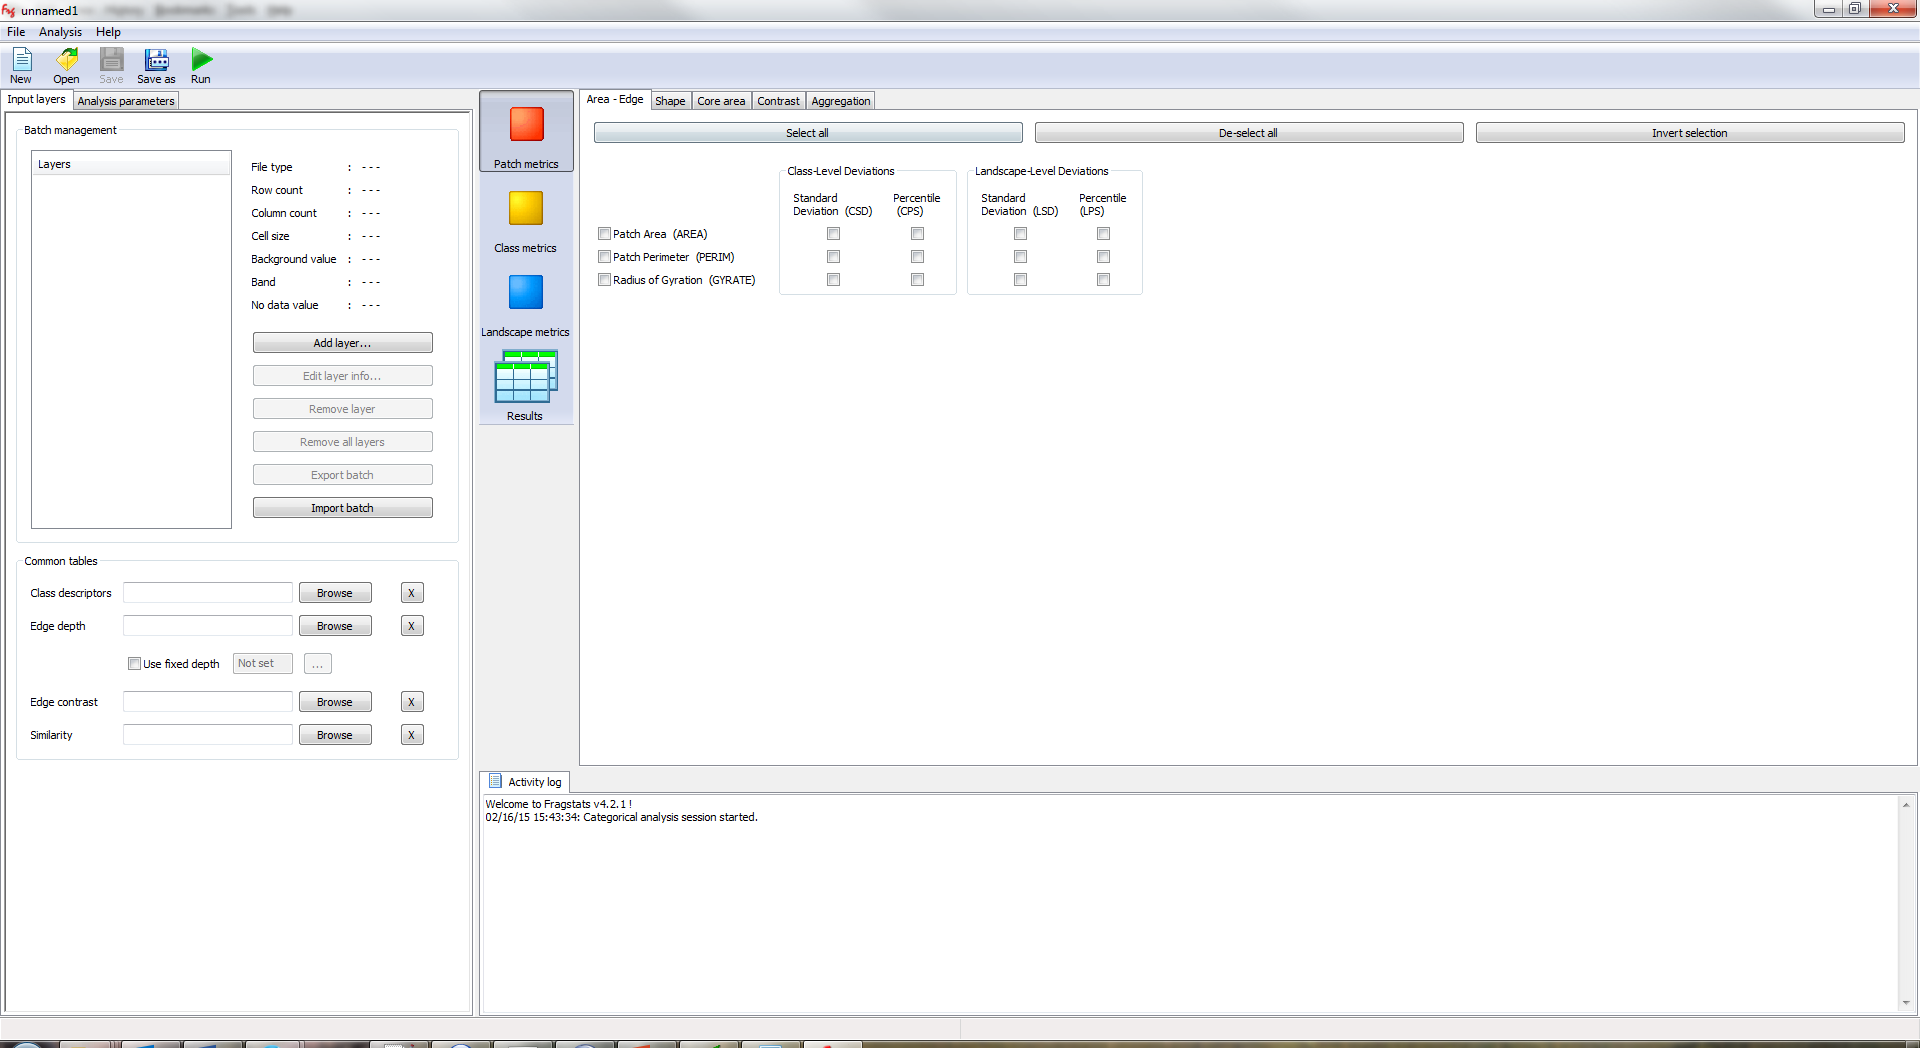 unnamed1
File Analysis Help
New Open Save Save as Run
Input layers Analysis parameters
Batch management
Layers
File type : ---
Row count : ---
Column count : ---
Cell size : ---
Background value : ---
Band : ---
No data value : ---
Add layer...
Edit layer info...
Remove layer
Remove all layers
Export batch
Import batch
Common tables
Class descriptors Browse X
Edge depth Browse X
Use fixed depth Not set ...
Edge contrast Browse X
Similarity Browse X
Patch metrics
Class metrics
Landscape metrics
Results
Area - Edge Shape Core area Contrast Aggregation
Select all De-select all Invert selection
Class-Level Deviations Landscape-Level Deviations
Standard Percentile Standard Percentile
Deviation (CSD) (CPS) Deviation (LSD) (LPS)
Patch Area (AREA)
Patch Perimeter (PERIM)
Radius of Gyration (GYRATE)
Activity log
Welcome to Fragstats v4.2.1 !
02/16/15 15:43:34: Categorical analysis session started.